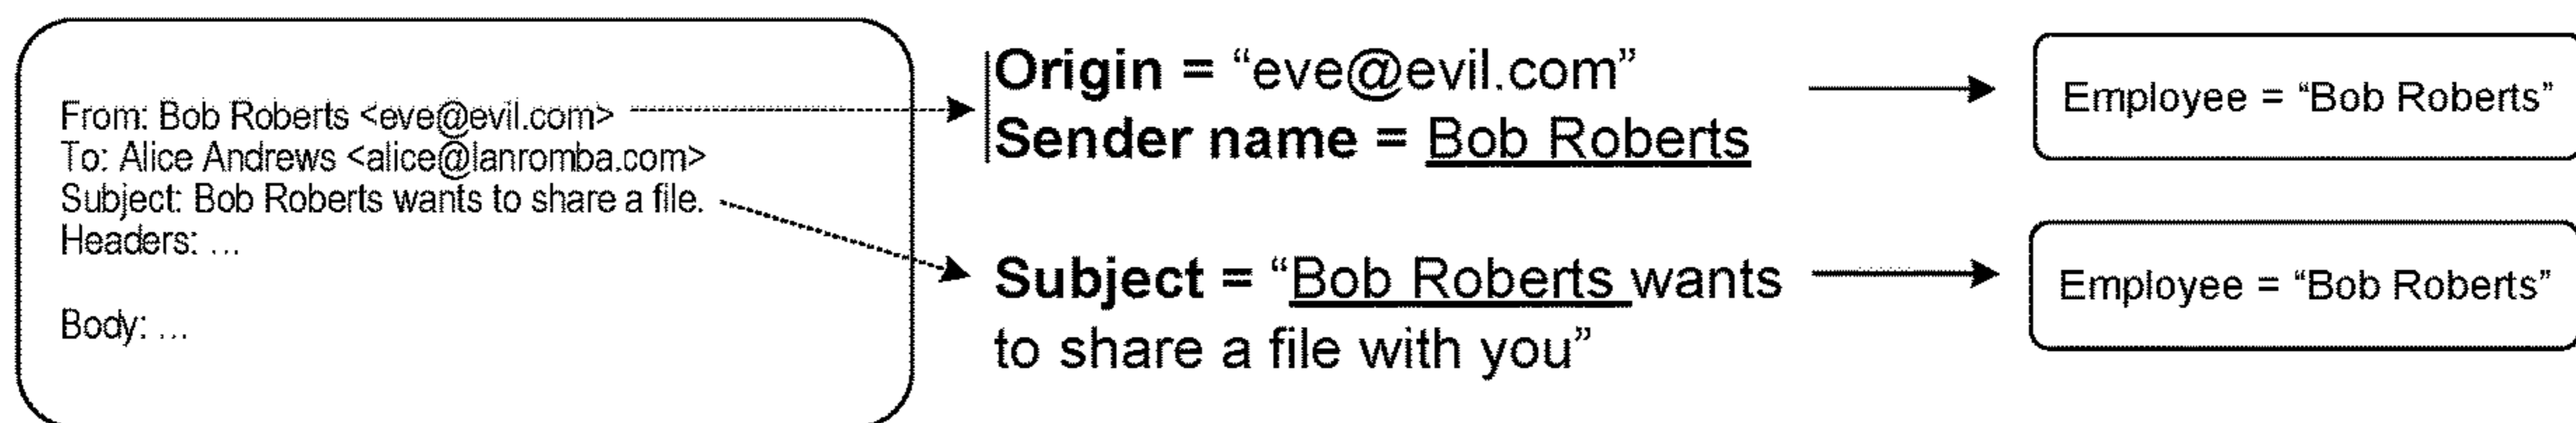 From: Bob Roberts <eve@evil.com>
To: Alice Andrews <alice@lanromba.com>
Subject: Bob Roberts wants to share a file.
Headers: ...
Body: ...
Origin = “eve@evil.com”
Sender name = Bob Roberts
Employee = “Bob Roberts”
Subject = “Bob Roberts wants
to share a file with you”
Employee = “Bob Roberts”